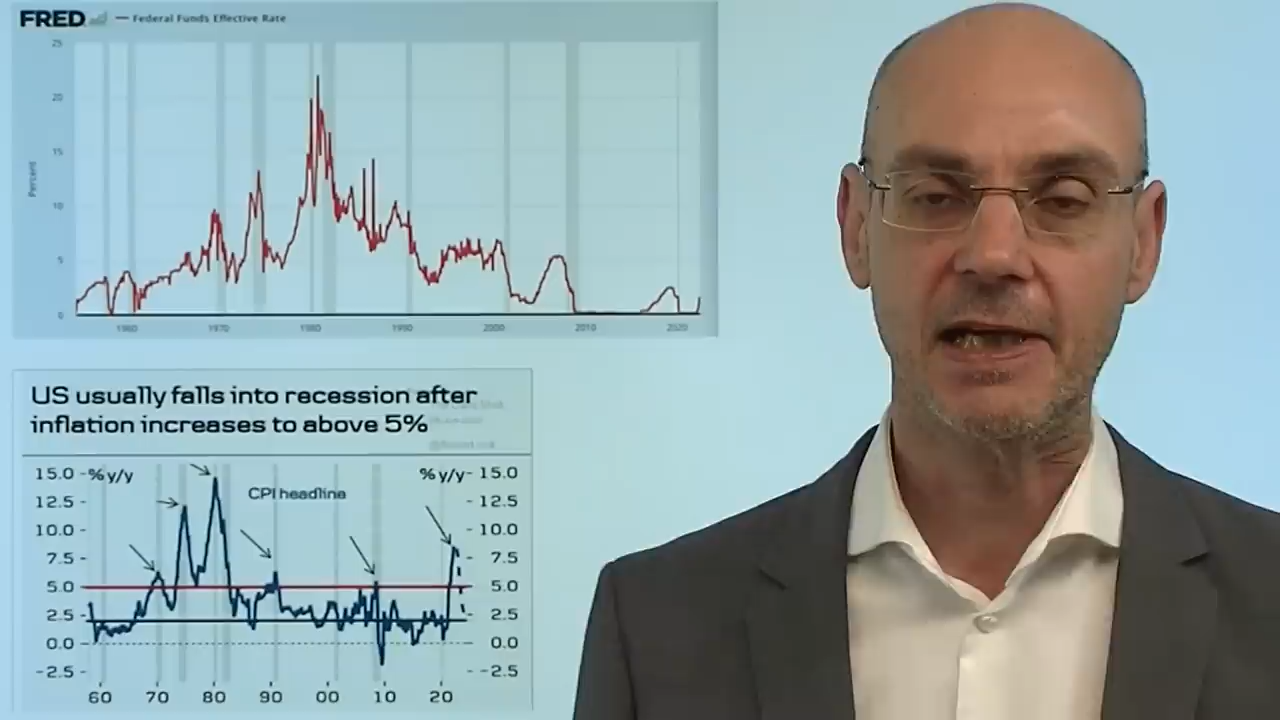 FRED — Federal Funds Effective Rate
25
20
15
10
5
0
Percent
1960 1970 1980 1990 2000 2010 2020
US usually falls into recession after
inflation increases to above 5%
15.0 -% y/y % y/y- 15.0
CPI headline
12.5 - - 12.5
10.0 - - 10.0
7.5 - - 7.5
5.0 - - 5.0
2.5 - - 2.5
0.0 - - 0.0
-2.5 - - -2.5
60 70 80 90 00 10 20